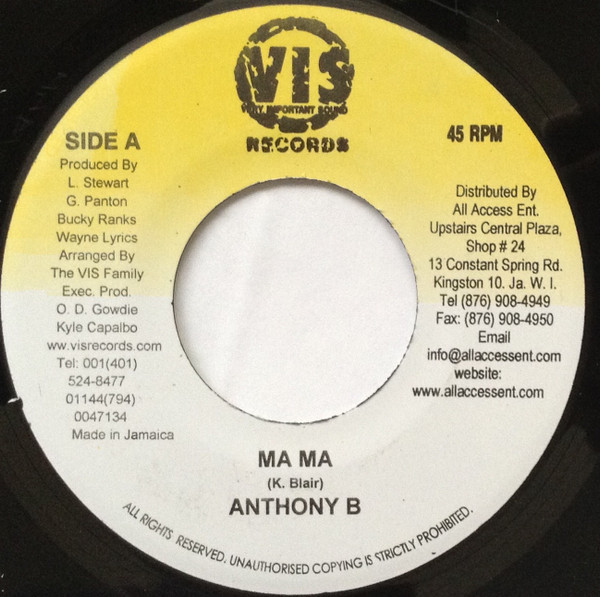 VIS
VERY IMPORTANT SOUND
RECORDS
SIDE A
Produced By
L. Stewart
G. Panton
Bucky Ranks
Wayne Lyrics
Arranged By
The VIS Family
Exec. Prod.
O. D. Gowdie
Kyle Capalbo
ww.visrecords.com
Tel: 001(401)
524-8477
01144(794)
0047134
Made in Jamaica
45 RPM
Distributed By
All Access Ent.
Upstairs Central Plaza,
Shop # 24
13 Constant Spring Rd.
Kingston 10. Ja. W. I.
Tel (876) 908-4949
Fax: (876) 908-4950
Email
info@allaccessent.com
website:
www.allaccessent.com
MA MA
(K. Blair)
ANTHONY B
ALL RIGHTS RESERVED. UNAUTHORISED COPYING IS STRICTLY PROHIBITED.